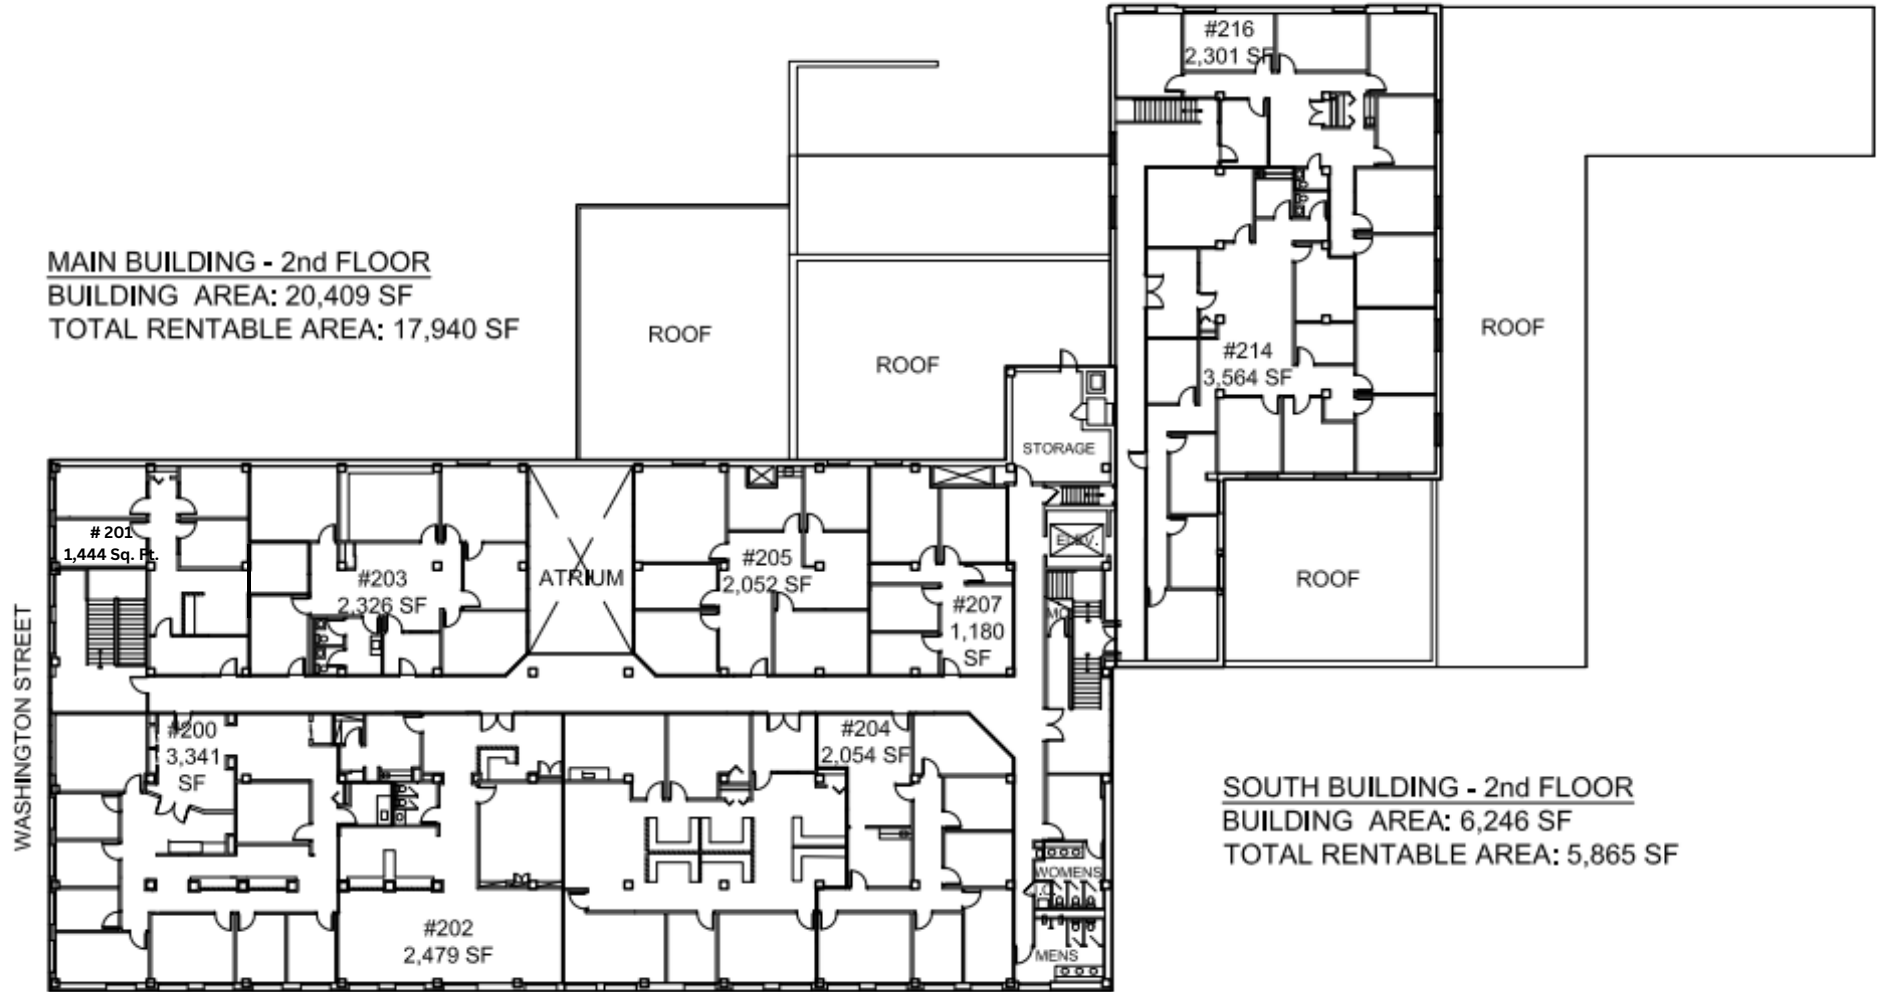 #216
2,301 SF
MAIN BUILDING - 2nd FLOOR
BUILDING AREA: 20,409 SF
TOTAL RENTABLE AREA: 17,940 SF
ROOF
ROOF
ROOF
#214
3,564 SF
STORAGE
# 201
1,444 Sq. Ft.
#203
2,326 SF
ATRIUM
#205
2,052 SF
ELEV.
ROOF
#207
1,180
SF
WASHINGTON STREET
#200
3,341
SF
#204
2,054 SF
SOUTH BUILDING - 2nd FLOOR
BUILDING AREA: 6,246 SF
TOTAL RENTABLE AREA: 5,865 SF
WOMENS
#202
2,479 SF
MENS